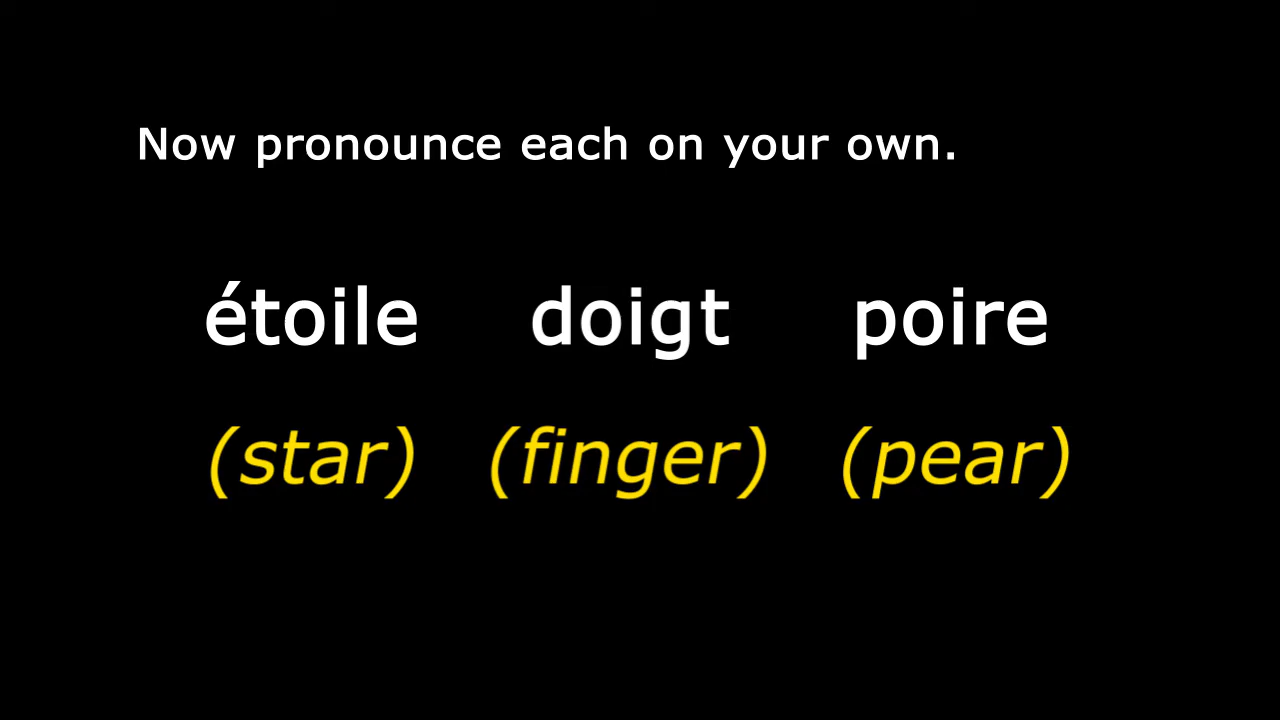 Now pronounce each on your own.
étoile doigt poire
(star) (finger) (pear)